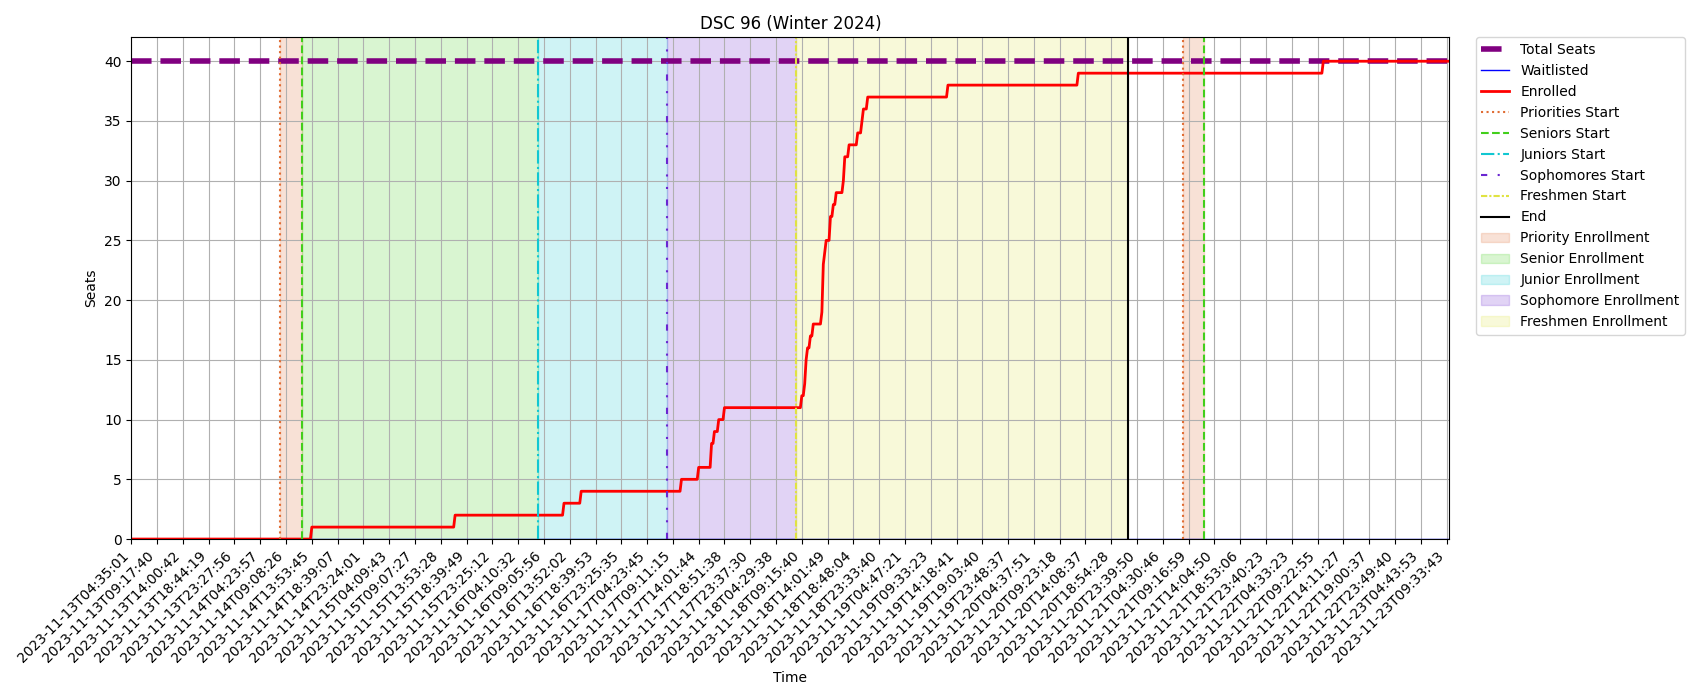 DSC 96 (Winter 2024)
Seats
40
35
30
25
20
15
10
5
0
2023-11-13T04:35:01
2023-11-13T09:17:40
2023-11-13T14:00:42
2023-11-13T18:44:19
2023-11-13T23:27:56
2023-11-14T04:23:57
2023-11-14T09:08:26
2023-11-14T13:53:45
2023-11-14T18:39:07
2023-11-14T23:24:01
2023-11-15T04:09:43
2023-11-15T09:07:27
2023-11-15T13:53:28
2023-11-15T18:39:49
2023-11-15T23:25:12
2023-11-16T04:10:32
2023-11-16T09:05:56
2023-11-16T13:52:02
2023-11-16T18:39:53
2023-11-16T23:25:35
2023-11-17T04:23:45
2023-11-17T09:11:15
2023-11-17T14:01:44
2023-11-17T18:51:38
2023-11-17T23:37:30
2023-11-18T04:29:38
2023-11-18T09:15:40
2023-11-18T14:01:49
2023-11-18T18:48:04
2023-11-18T23:33:40
2023-11-19T04:47:21
2023-11-19T09:33:23
2023-11-19T14:18:41
2023-11-19T19:03:40
2023-11-19T23:48:37
2023-11-20T04:37:51
2023-11-20T09:23:18
2023-11-20T14:08:37
2023-11-20T18:54:28
2023-11-20T23:39:50
2023-11-21T04:30:46
2023-11-21T09:16:59
2023-11-21T14:04:50
2023-11-21T18:53:06
2023-11-21T23:40:23
2023-11-22T04:33:23
2023-11-22T09:22:55
2023-11-22T14:11:27
2023-11-22T19:00:37
2023-11-22T23:49:40
2023-11-23T04:43:53
2023-11-23T09:33:43
Time
Total Seats
Waitlisted
Enrolled
Priorities Start
Seniors Start
Juniors Start
Sophomores Start
Freshmen Start
End
Priority Enrollment
Senior Enrollment
Junior Enrollment
Sophomore Enrollment
Freshmen Enrollment